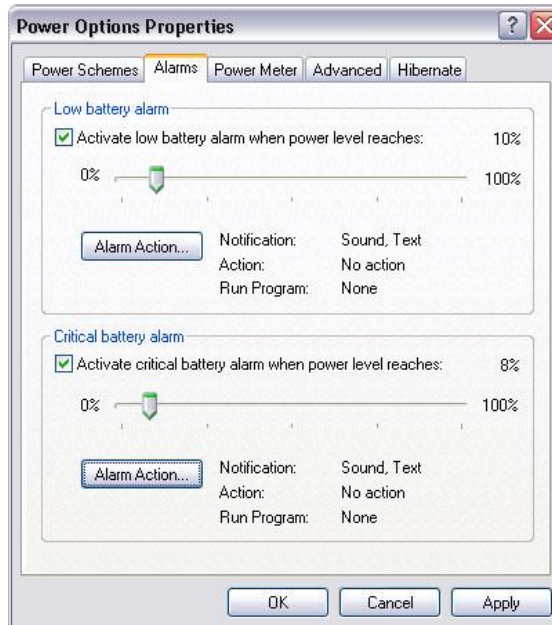 Power Options Properties
Power Schemes Alarms Power Meter Advanced Hibernate
Low battery alarm
Activate low battery alarm when power level reaches: 10%
0% 100%
Alarm Action... Notification: Sound, Text
Action: No action
Run Program: None
Critical battery alarm
Activate critical battery alarm when power level reaches: 8%
0% 100%
Alarm Action... Notification: Sound, Text
Action: No action
Run Program: None
OK Cancel Apply